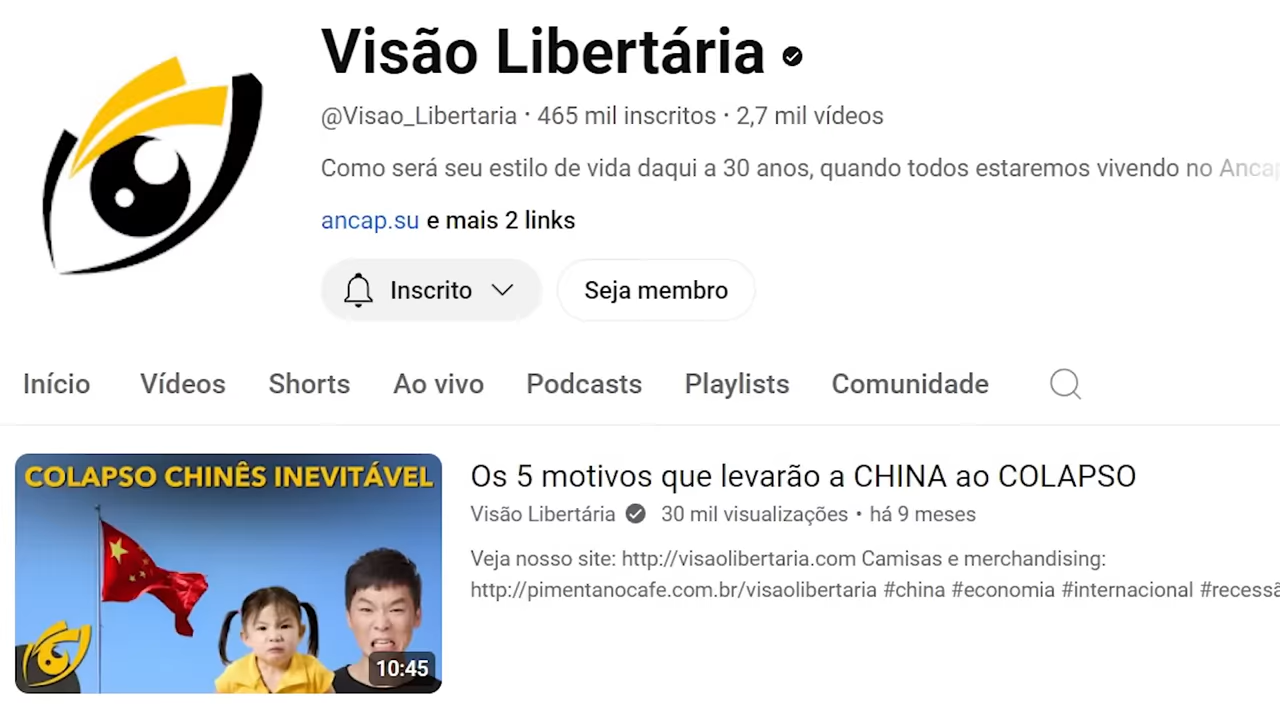 Visão Libertária
@Visao_Libertaria · 465 mil inscritos · 2,7 mil vídeos
Como será seu estilo de vida daqui a 30 anos, quando todos estaremos vivendo no Ancap
ancap.su e mais 2 links
Inscrito
Seja membro
Início Vídeos Shorts Ao vivo Podcasts Playlists Comunidade
COLAPSO CHINÊS INEVITÁVEL
10:45
Os 5 motivos que levarão a CHINA ao COLAPSO
Visão Libertária 30 mil visualizações • há 9 meses
Veja nosso site: http://visaolibertaria.com Camisas e merchandising:
http://pimentanocafe.com.br/visaolibertaria #china #economia #internacional #recessã